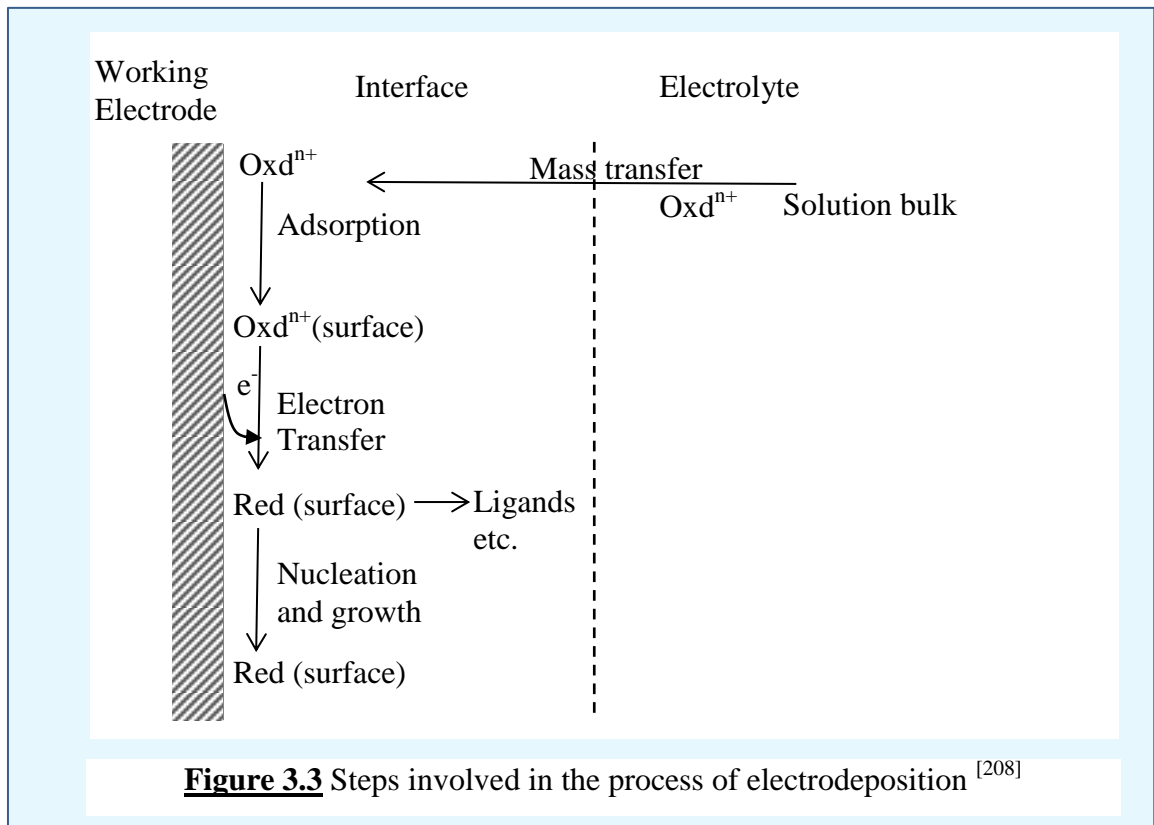 Working
Electrode
Interface
Electrolyte
Oxdⁿ⁺
Mass transfer
Oxdⁿ⁺
Solution bulk
Adsorption
Oxdⁿ⁺(surface)
e⁻
Electron
Transfer
Red (surface)
Ligands
etc.
Nucleation
and growth
Red (surface)
Figure 3.3 Steps involved in the process of electrodeposition [208]